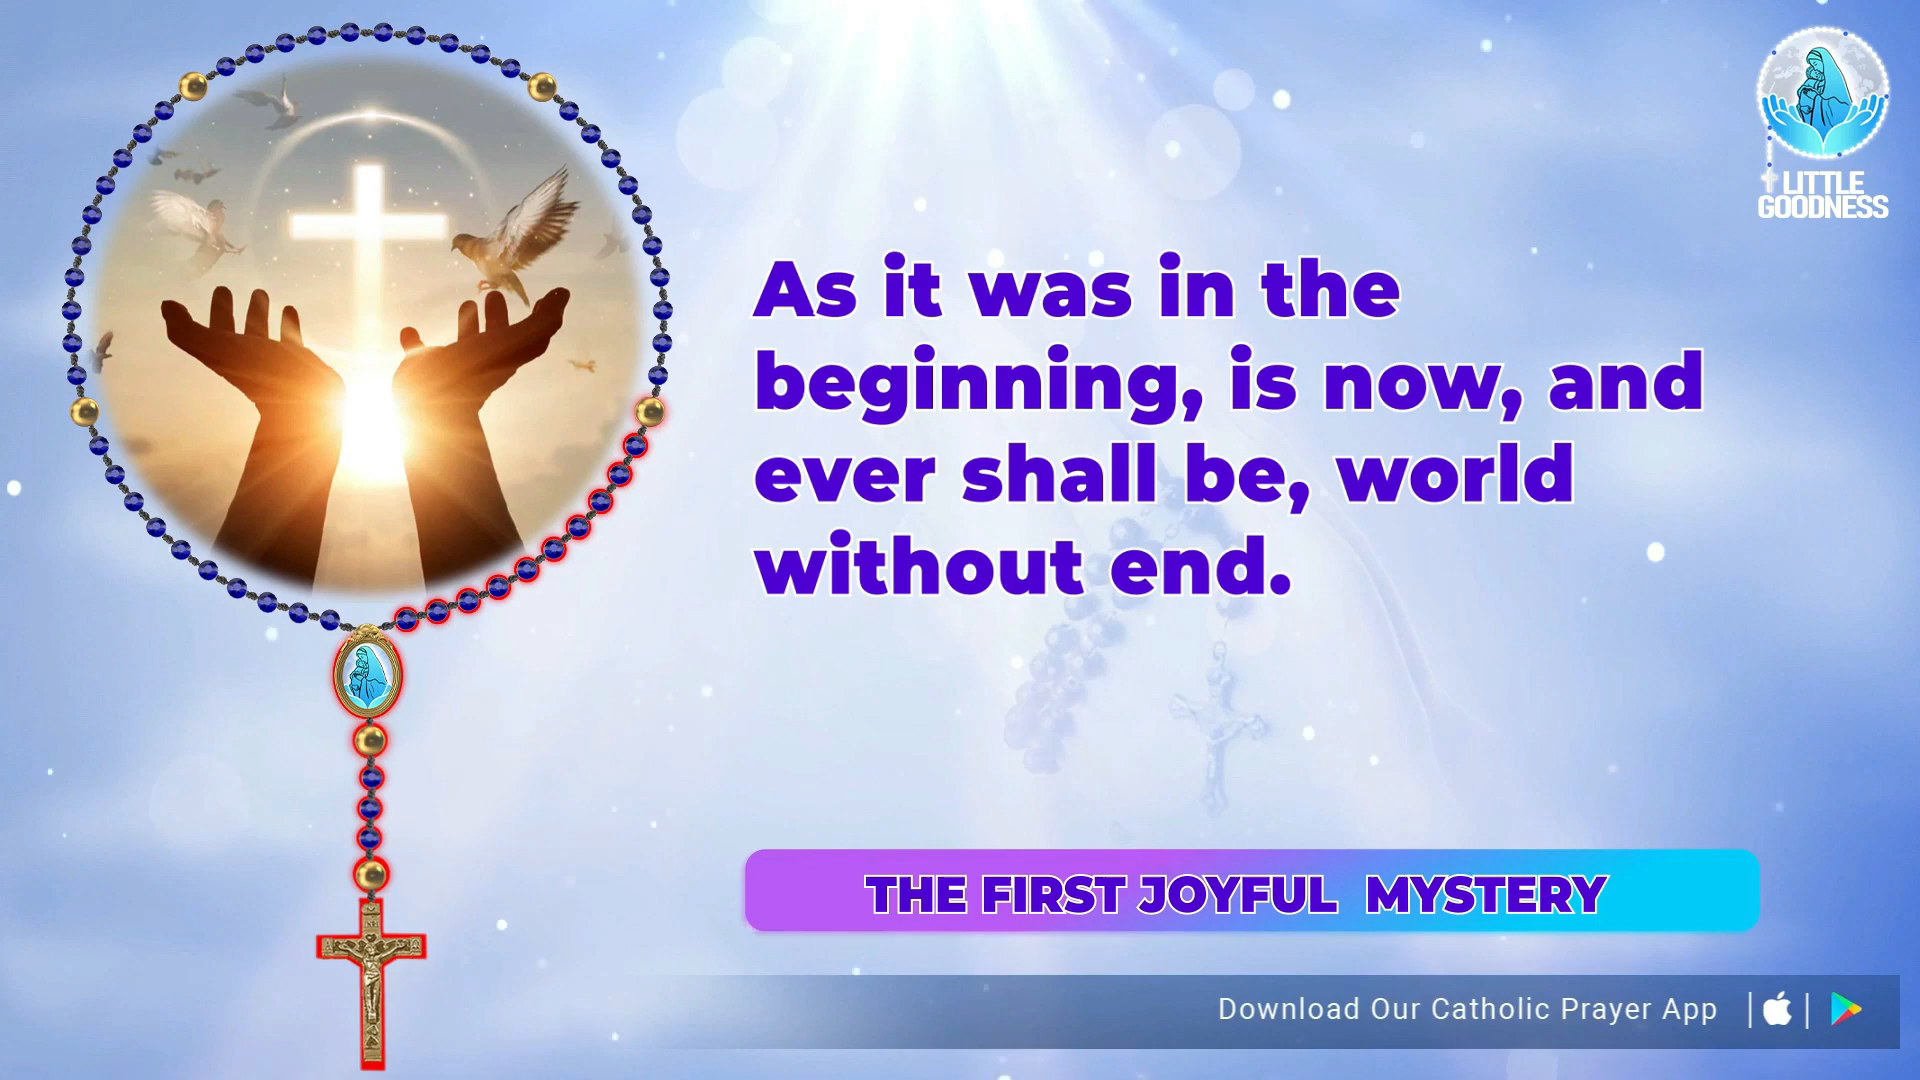 LITTLE
GOODNESS
As it was in the
beginning, is now, and
ever shall be, world
without end.
THE FIRST JOYFUL MYSTERY
Download Our Catholic Prayer App